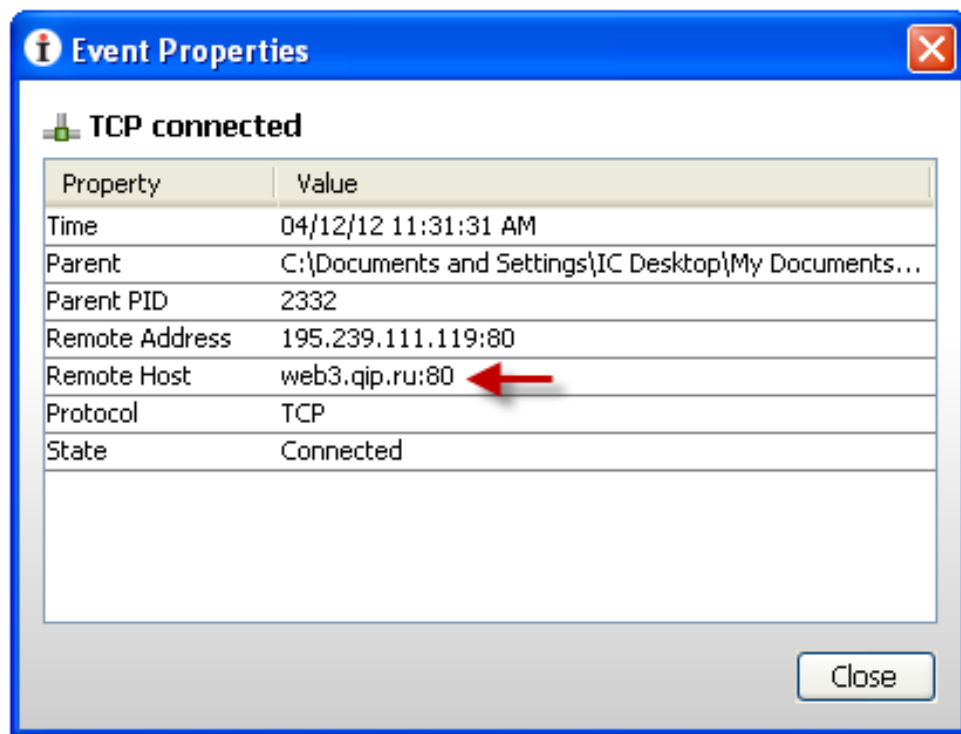 Event Properties
TCP connected
Property Value
Time 04/12/12 11:31:31 AM
Parent C:\Documents and Settings\IC Desktop\My Documents...
Parent PID 2332
Remote Address 195.239.111.119:80
Remote Host web3.qip.ru:80
Protocol TCP
State Connected
Close